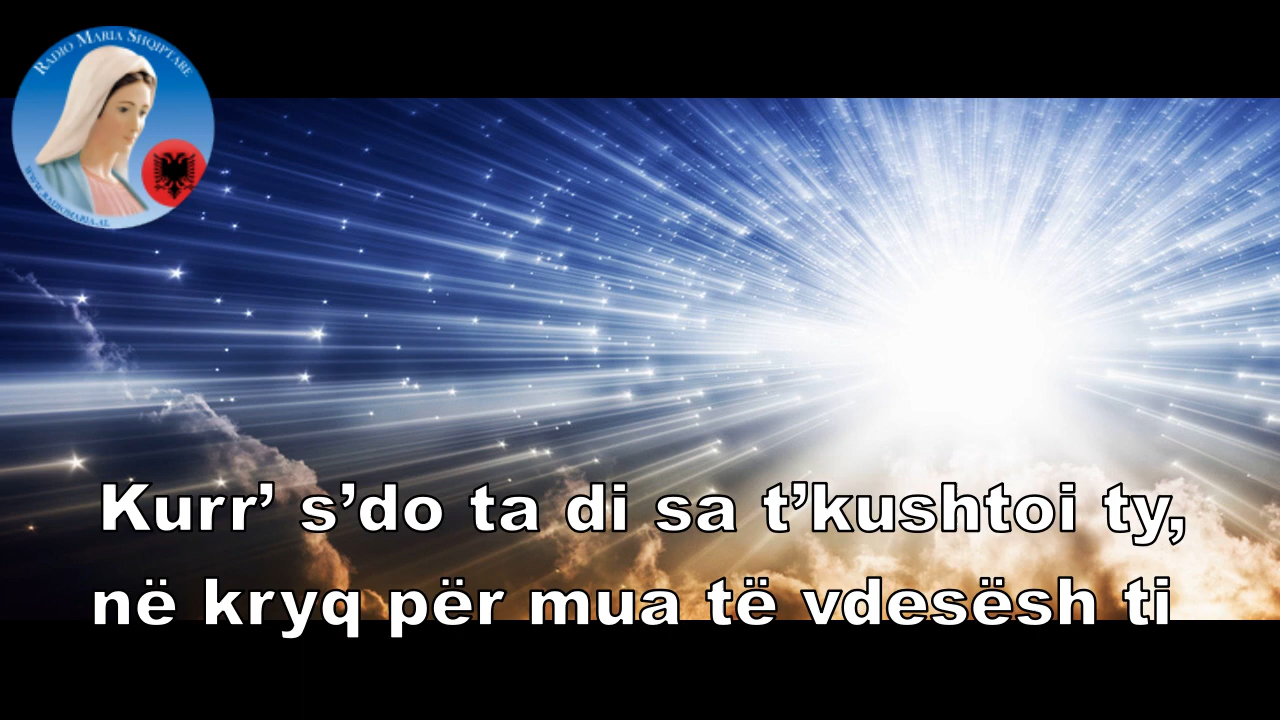 RADIO MARIA SHQIPTARE
WWW.RADIOMARIA.AL
Kurr’ s’do ta di sa t’kushtoi ty,
në kryq për mua të vdesësh ti